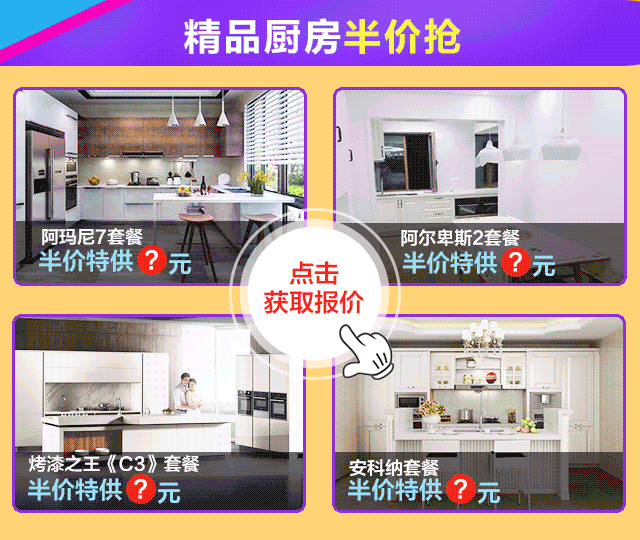 精品厨房半价抢
阿玛尼7套餐
半价特供?元
阿尔卑斯2套餐
半价特供?元
点击
获取报价
烤漆之王《C3》套餐
半价特供?元
安科纳套餐
半价特供?元